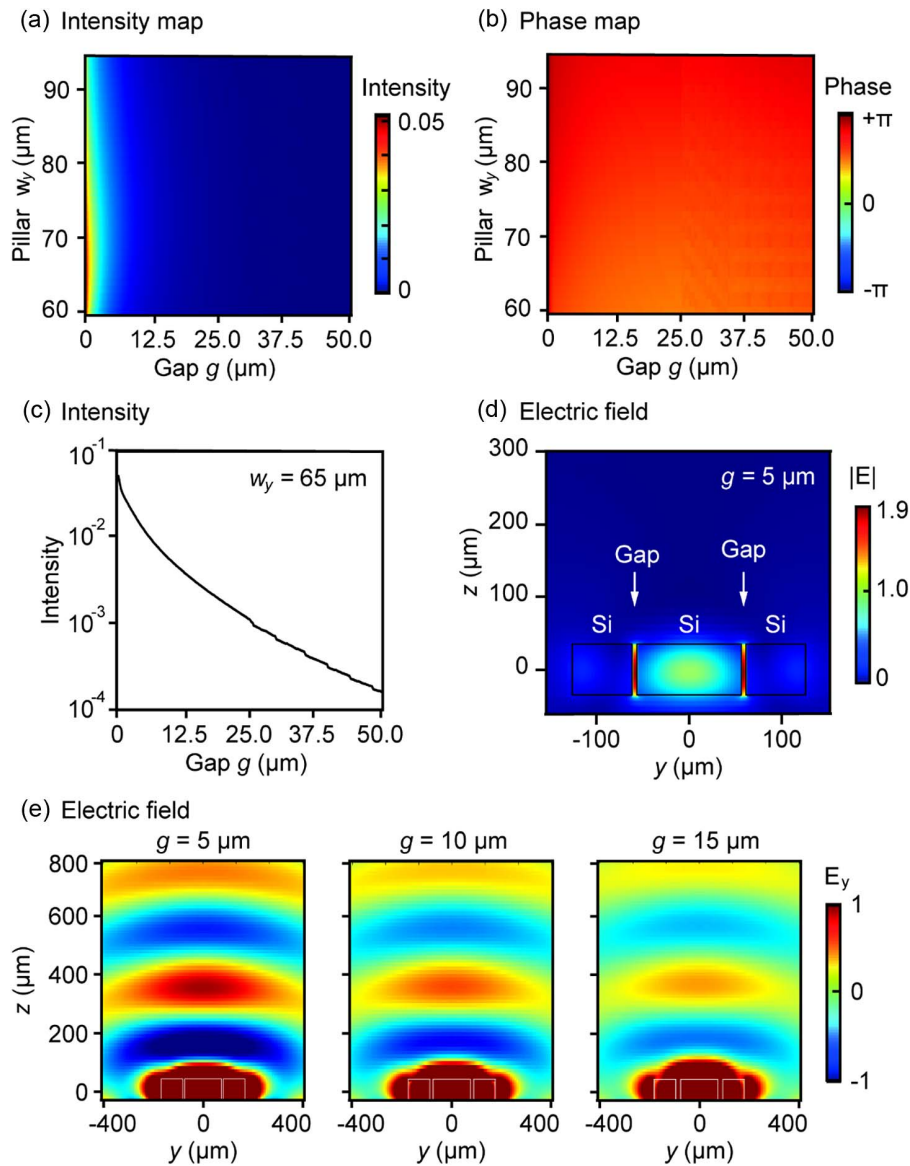 (a) Intensity map
Pillar wy (µm)
90
80
70
60
0 12.5 25.0 37.5 50.0
Gap g (µm)
Intensity
0.05
0
(b) Phase map
Pillar wy (µm)
90
80
70
60
0 12.5 25.0 37.5 50.0
Gap g (µm)
Phase
+π
0
-π
(c) Intensity
Intensity
10-1
10-2
10-3
10-4
wy = 65 µm
0 12.5 25.0 37.5 50.0
Gap g (µm)
(d) Electric field
z (µm)
300
200
100
0
g = 5 µm
Gap Gap
Si Si Si
-100 0 100
y (µm)
|E|
1.9
1.0
0
(e) Electric field
g = 5 µm g = 10 µm g = 15 µm
z (µm)
800
600
400
200
0
-400 0 400 -400 0 400 -400 0 400
y (µm) y (µm) y (µm)
Ey
1
0
-1